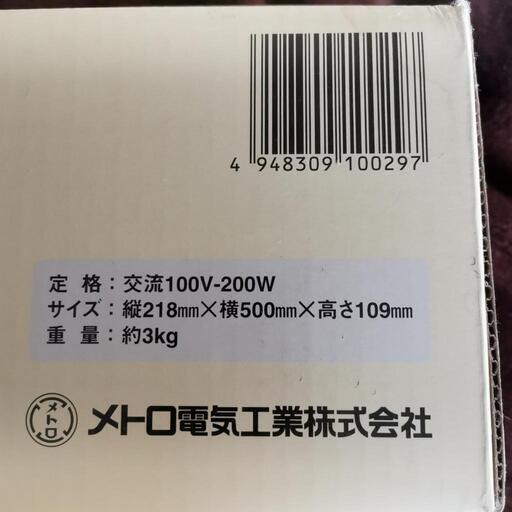 4 948309 100297
定格：交流100V-200W
サイズ：縦218㎜×横500㎜×高さ109㎜
重量：約3kg
メトロ メトロ電気工業株式会社